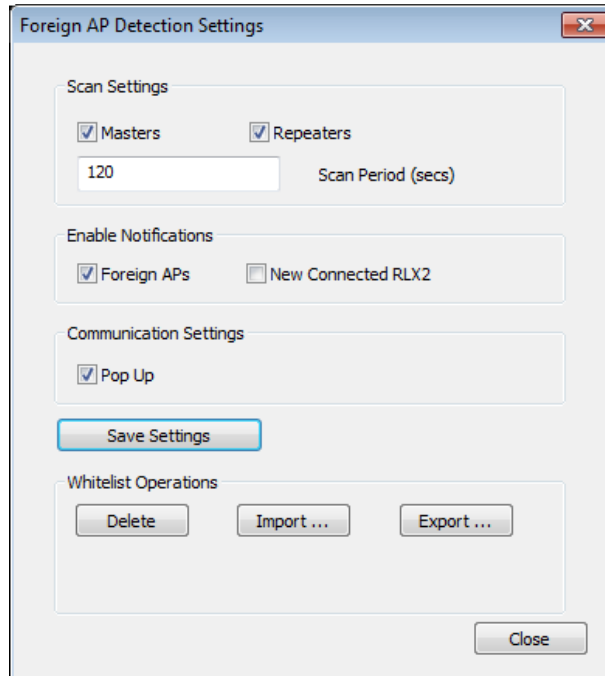 Foreign AP Detection Settings
Scan Settings
Masters Repeaters
120 Scan Period (secs)
Enable Notifications
Foreign APs New Connected RLX2
Communication Settings
Pop Up
Save Settings
Whitelist Operations
Delete Import ... Export ...
Close